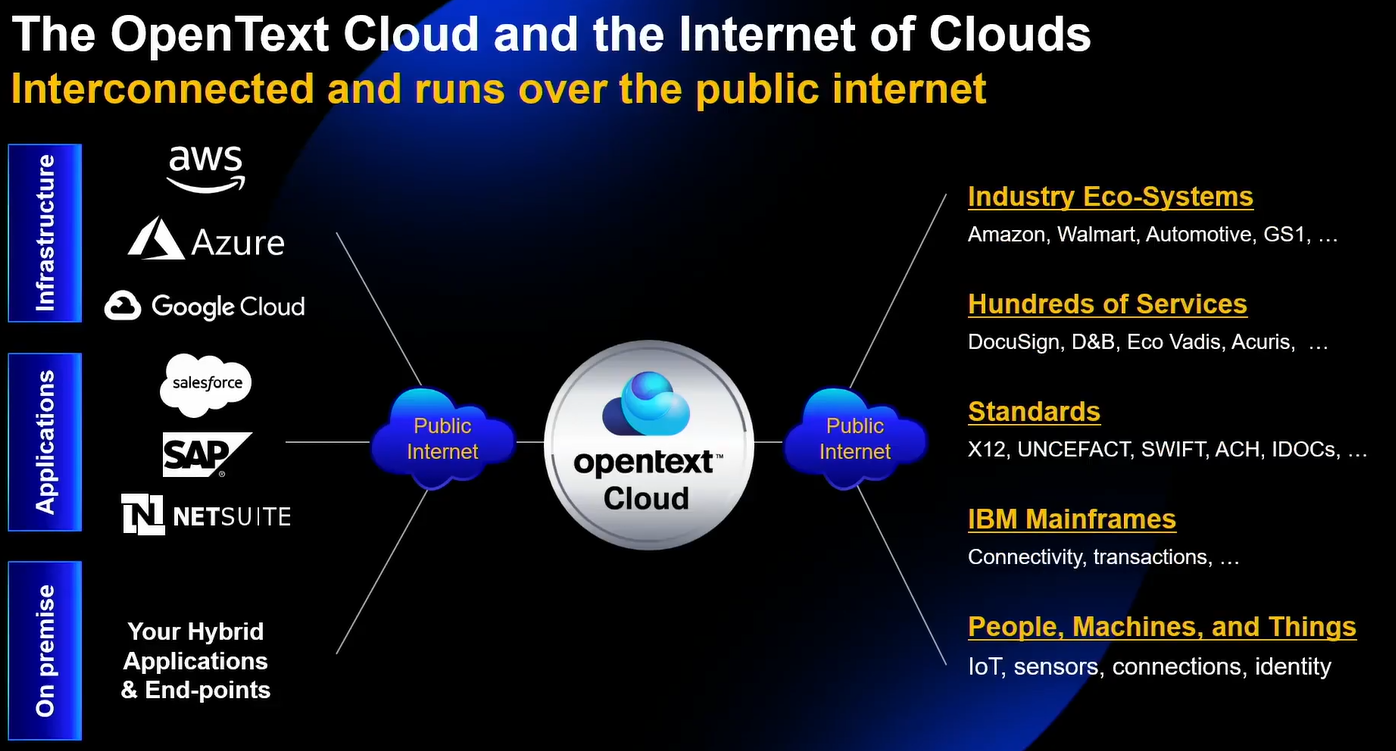 The OpenText Cloud and the Internet of Clouds
Interconnected and runs over the public internet
Infrastructure
aws
Azure
Google Cloud
Applications
salesforce
SAP®
N NETSUITE
On premise
Your Hybrid
Applications
& End-points
Public
Internet
opentext™
Cloud
Public
Internet
Industry Eco-Systems
Amazon, Walmart, Automotive, GS1, …
Hundreds of Services
DocuSign, D&B, Eco Vadis, Acuris, …
Standards
X12, UNCEFACT, SWIFT, ACH, IDOCs, …
IBM Mainframes
Connectivity, transactions, …
People, Machines, and Things
IoT, sensors, connections, identity